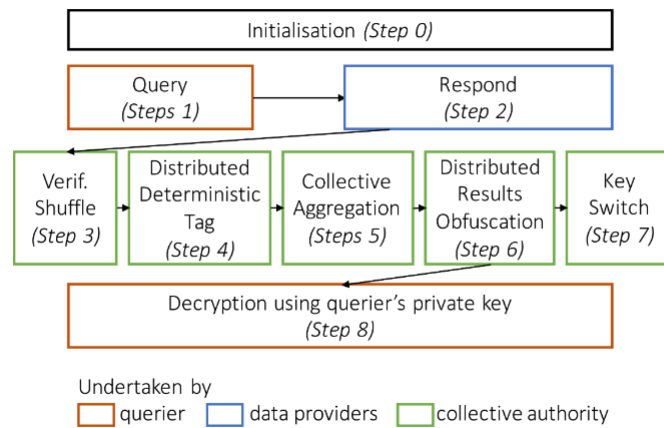 Initialisation (Step 0)
Query
(Steps 1)
Respond
(Step 2)
Verif.
Shuffle
(Step 3)
Distributed
Deterministic
Tag
(Step 4)
Collective
Aggregation
(Steps 5)
Distributed
Results
Obfuscation
(Step 6)
Key
Switch
(Step 7)
Decryption using querier's private key
(Step 8)
Undertaken by
querier
data providers
collective authority